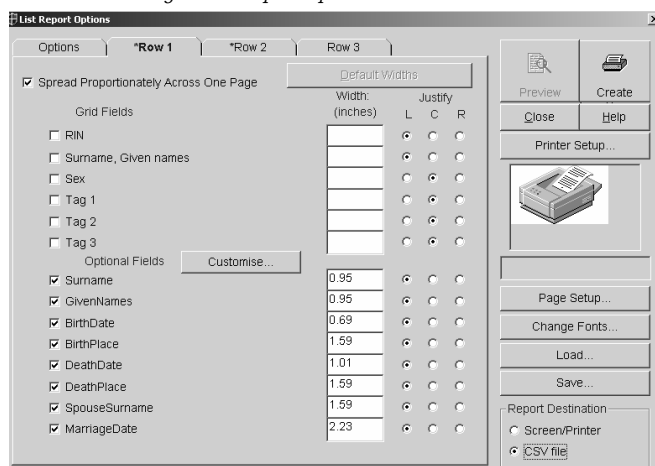 List Report Options
Options *Row 1 *Row 2 Row 3
Spread Proportionately Across One Page
Default Widths
Width: Justify
Grid Fields (inches) L C R
RIN
Surname, Given names
Sex
Tag 1
Tag 2
Tag 3
Optional Fields Customise...
Surname 0.95
GivenNames 0.95
BirthDate 0.69
BirthPlace 1.59
DeathDate 1.01
DeathPlace 1.59
SpouseSurname 1.59
MarriageDate 2.23
Preview Create
Close Help
Printer Setup...
Page Setup...
Change Fonts...
Load...
Save...
Report Destination
Screen/Printer
CSV file